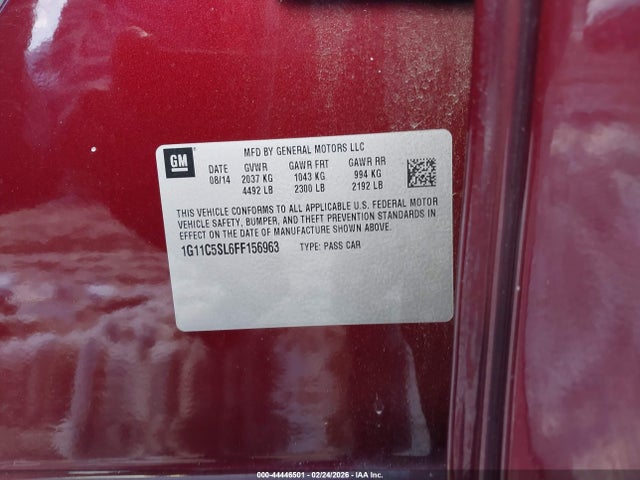 GM
MFD BY GENERAL MOTORS LLC
DATE GVWR GAWR FRT GAWR RR
08/14 2037 KG 1043 KG 994 KG
4492 LB 2300 LB 2192 LB
THIS VEHICLE CONFORMS TO ALL APPLICABLE U.S. FEDERAL MOTOR
VEHICLE SAFETY, BUMPER, AND THEFT PREVENTION STANDARDS IN
EFFECT ON THE DATE OF MANUFACTURE SHOWN ABOVE.
1G11C5SL6FF156963 TYPE: PASS CAR
000-44446501 - 02/24/2026 - IAA Inc.